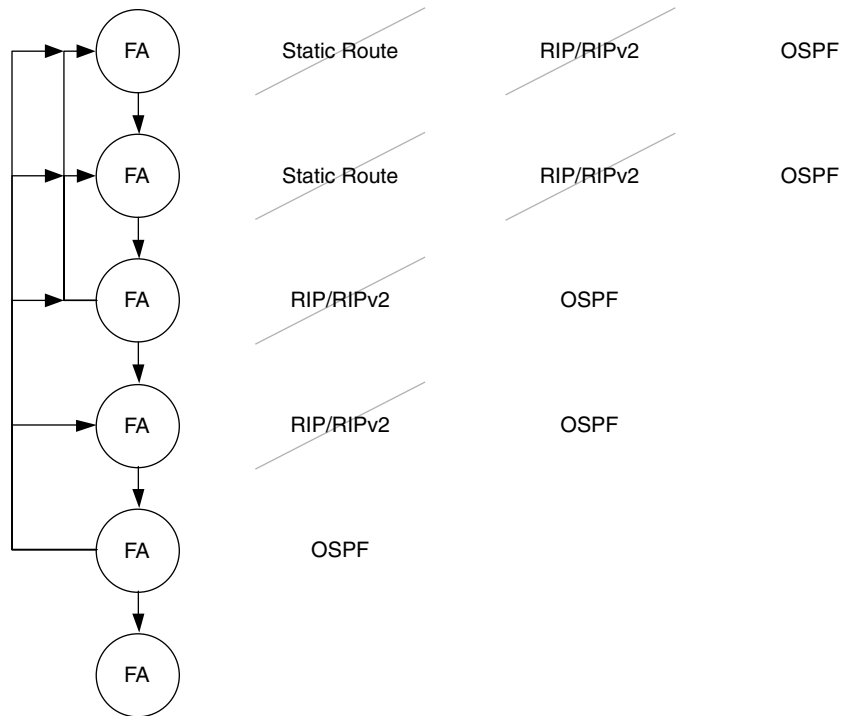 FA Static Route RIP/RIPv2 OSPF
FA Static Route RIP/RIPv2 OSPF
FA RIP/RIPv2 OSPF
FA RIP/RIPv2 OSPF
FA OSPF
FA